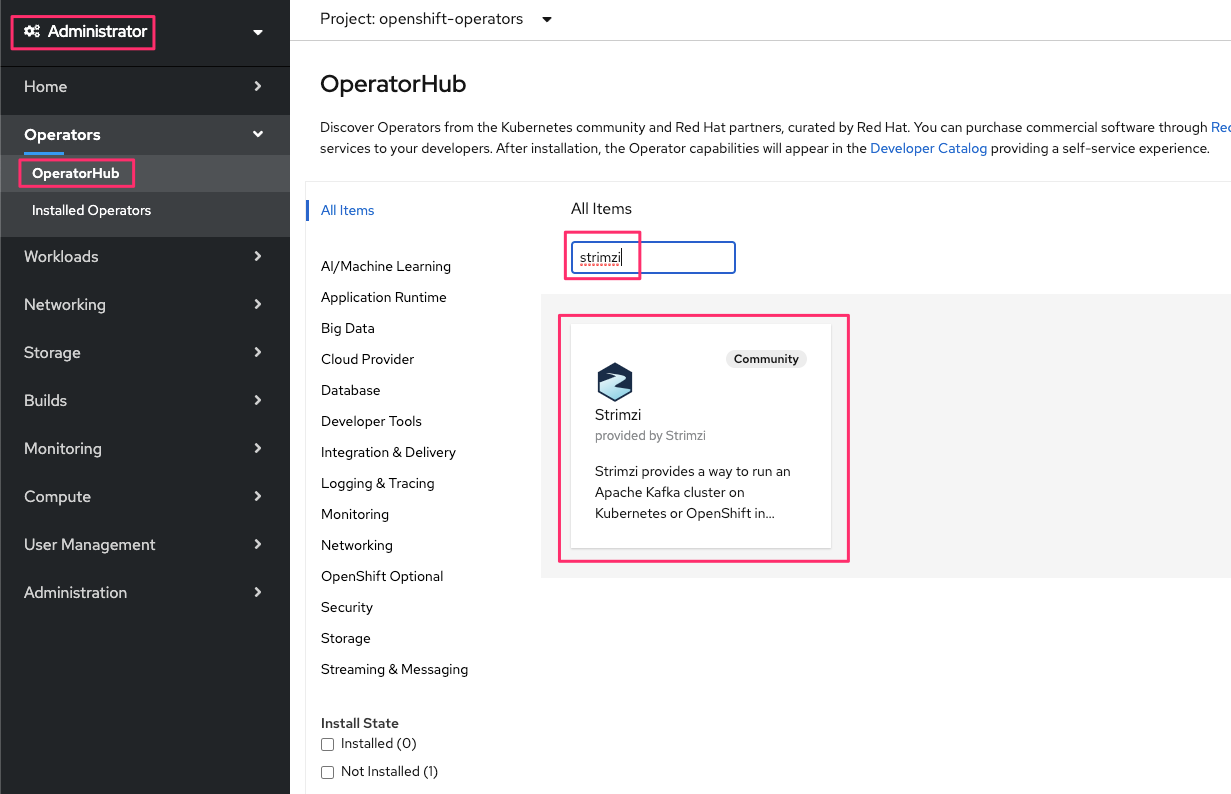 Administrator
Home
Operators
OperatorHub
Installed Operators
Workloads
Networking
Storage
Builds
Monitoring
Compute
User Management
Administration
Project: openshift-operators
OperatorHub
Discover Operators from the Kubernetes community and Red Hat partners, curated by Red Hat. You can purchase commercial software through
services to your developers. After installation, the Operator capabilities will appear in the Developer Catalog providing a self-service experience.
All Items
AI/Machine Learning
Application Runtime
Big Data
Cloud Provider
Database
Developer Tools
Integration & Delivery
Logging & Tracing
Monitoring
Networking
OpenShift Optional
Security
Storage
Streaming & Messaging
Install State
Installed (0)
Not Installed (1)
All Items
strimzi
Community
Strimzi
provided by Strimzi
Strimzi provides a way to run an
Apache Kafka cluster on
Kubernetes or OpenShift in...